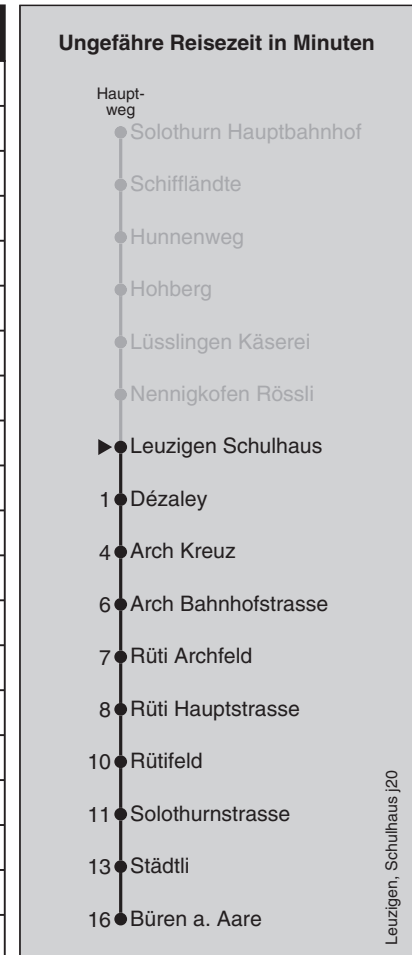 Ungefähre Reisezeit in Minuten
Haupt-
weg
Solothurn Hauptbahnhof
Schifflände
Hunnenweg
Hohberg
Lüsslingen Käserei
Nennigkofen Rössli
Leuzigen Schulhaus
1 Dézaley
4 Arch Kreuz
6 Arch Bahnhofstrasse
7 Rüti Archfeld
8 Rüti Hauptstrasse
10 Rütifeld
11 Solothurnstrasse
13 Städtli
16 Büren a. Aare
Leuzigen, Schulhaus j20